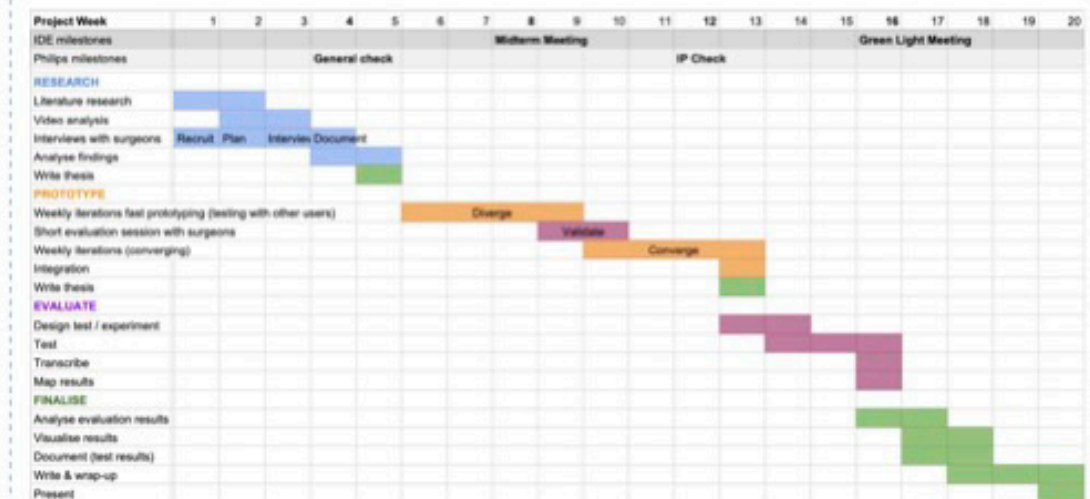 Project Week 1 2 3 4 5 6 7 8 9 10 11 12 13 14 15 16 17 18 19 20
IDE milestones Midterm Meeting Green Light Meeting
Philips milestones General check IP Check
RESEARCH
Literature research
Video analysis
Interviews with surgeons Recruit Plan Interview Document
Analyse findings
Write thesis
PROTOTYPE
Weekly iterations fast prototyping (testing with other users) Diverge
Short evaluation session with surgeons Validate
Weekly iterations (converging) Converge
Integration
Write thesis
EVALUATE
Design test / experiment
Test
Transcribe
Map results
FINALISE
Analyse evaluation results
Visualise results
Document (test results)
Write & wrap-up
Present